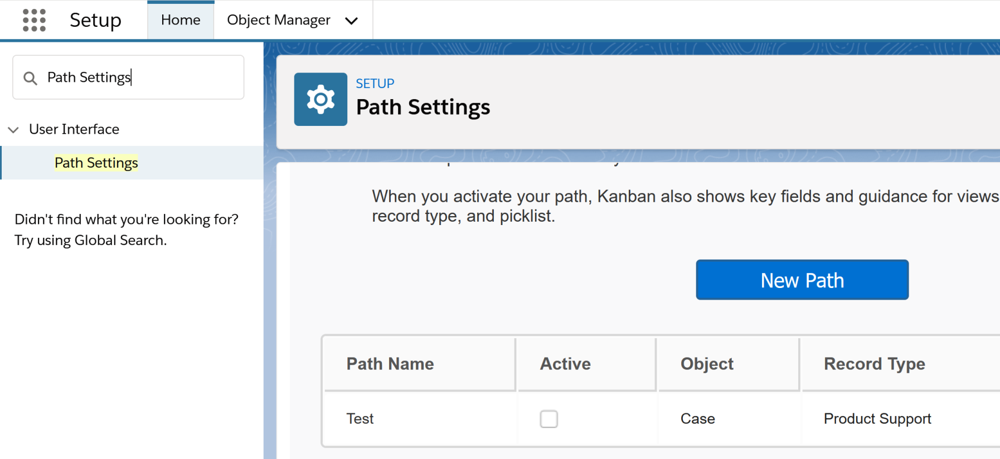 Setup
Home
Object Manager
Path Settings
User Interface
Path Settings
Didn't find what you're looking for?
Try using Global Search.
SETUP
Path Settings
When you activate your path, Kanban also shows key fields and guidance for views
record type, and picklist.
New Path
Path Name Active Object Record Type
Test Case Product Support